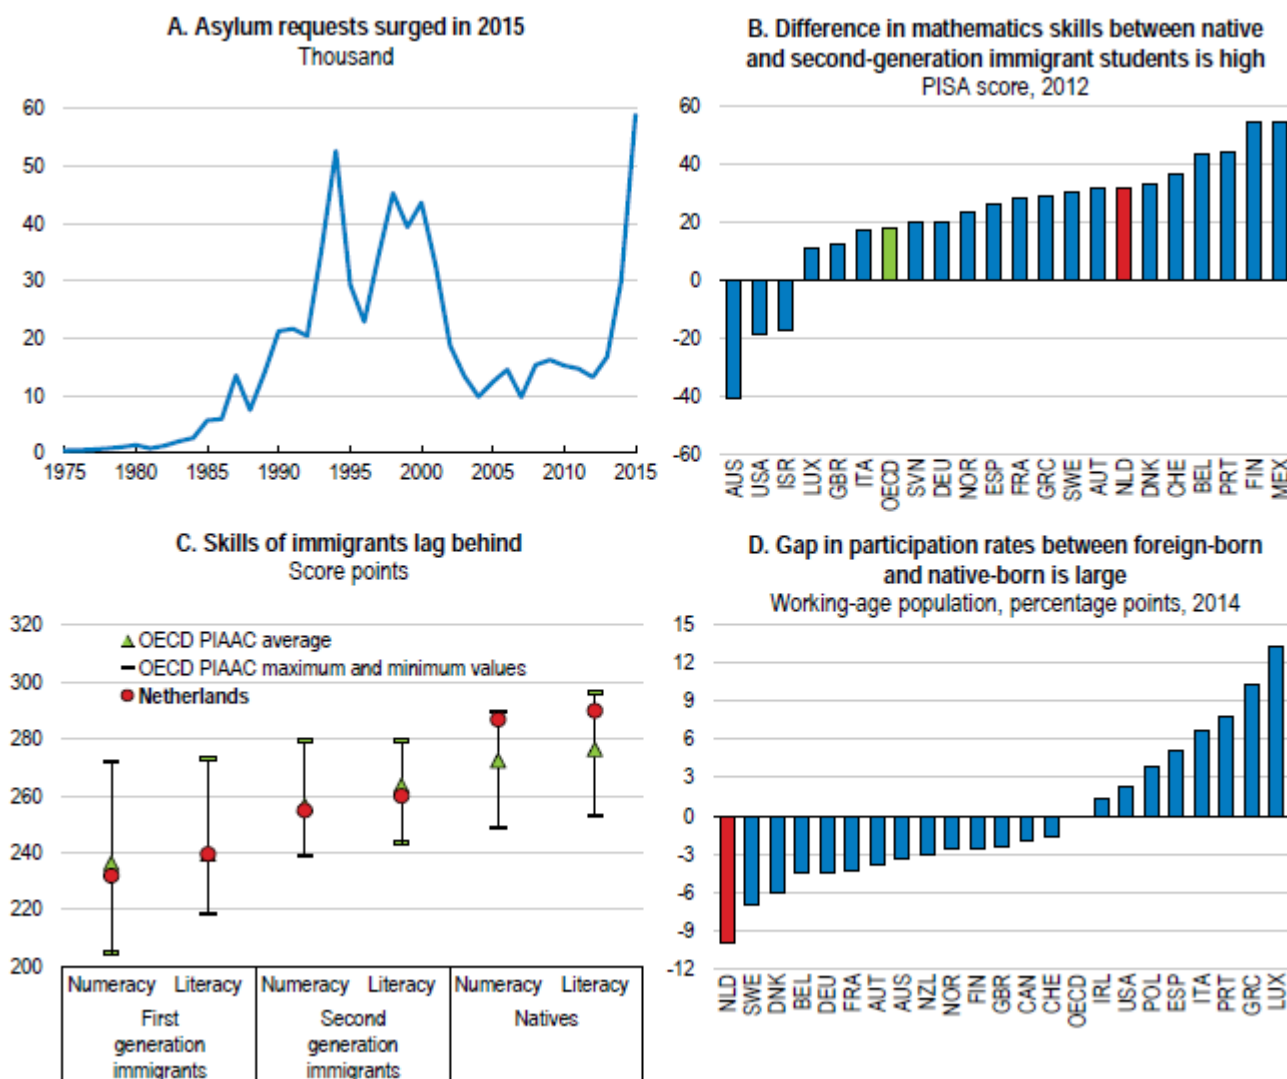 A. Asylum requests surged in 2015
Thousand
60
50
40
30
20
10
0
1975 1980 1985 1990 1995 2000 2005 2010 2015
B. Difference in mathematics skills between native
and second-generation immigrant students is high
PISA score, 2012
60
40
20
0
-20
-40
-60
AUS USA ISR LUX GBR ITA OECD SVN DEU NOR ESP FRA GRC SWE AUT NLD DNK CHE BEL PRT FIN MEX
C. Skills of immigrants lag behind
Score points
320
300
280
260
240
220
200
OECD PIAAC average
OECD PIAAC maximum and minimum values
Netherlands
Numeracy Literacy Numeracy Literacy Numeracy Literacy
First Second Natives
generation generation
immigrants immigrants
D. Gap in participation rates between foreign-born
and native-born is large
Working-age population, percentage points, 2014
15
12
9
6
3
0
-3
-6
-9
-12
NLD SWE DNK BEL DEU FRA AUT AUS NZL NOR FIN GBR CAN CHE OECD IRL USA POL ESP ITA PRT GRC LUX